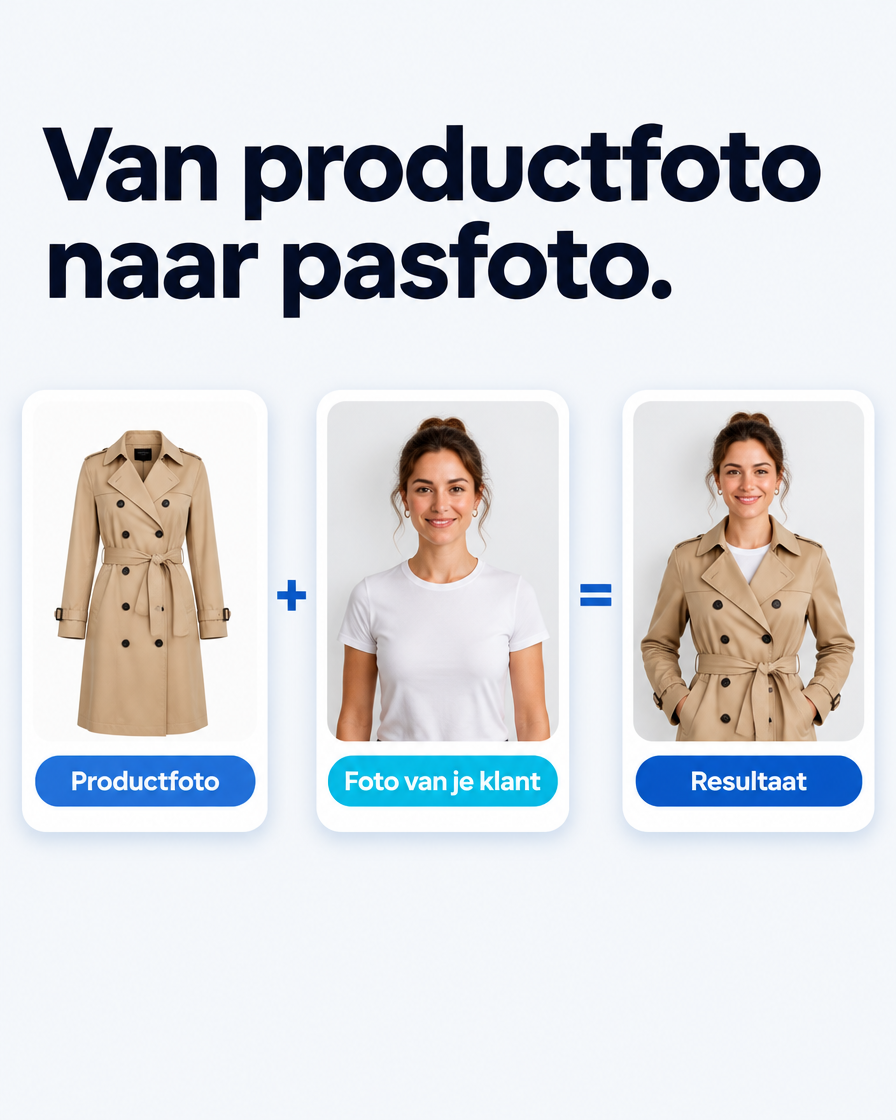 Van productfoto
naar pasfoto.
+
=
Productfoto
Foto van je klant
Resultaat